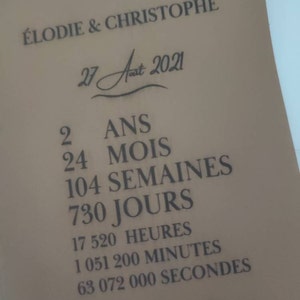 ÉLODIE & CHRISTOPHE
27 Août 2021
2 ANS
24 MOIS
104 SEMAINES
730 JOURS
17 520 HEURES
1 051 200 MINUTES
63 072 000 SECONDES